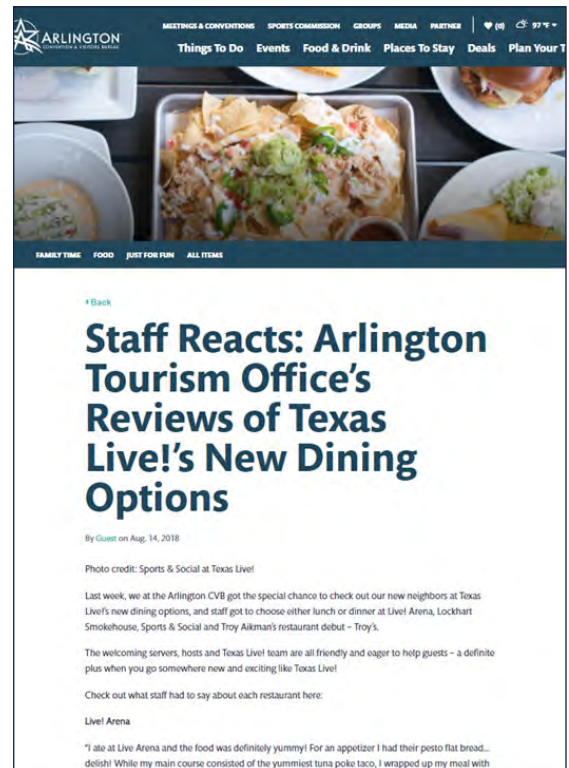 MEETINGS & CONVENTIONS SPORTS COMMISSION GROUPS MEDIA PARTNER (0) 97 °F
ARLINGTON
CONVENTION & VISITORS BUREAU
Things To Do Events Food & Drink Places To Stay Deals Plan Your T
FAMILY TIME FOOD JUST FOR FUN ALL ITEMS
Back
Staff Reacts: Arlington
Tourism Office's
Reviews of Texas
Live!'s New Dining
Options
By Guest on Aug. 14, 2018
Photo credit: Sports & Social at Texas Live!
Last week, we at the Arlington CVB got the special chance to check out our new neighbors at Texas
Live!'s new dining options, and staff got to choose either lunch or dinner at Live! Arena, Lockhart
Smokehouse, Sports & Social and Troy Aikman's restaurant debut – Troy's.
The welcoming servers, hosts and Texas Live! team are all friendly and eager to help guests – a definite
plus when you go somewhere new and exciting like Texas Live!
Check out what staff had to say about each restaurant here:
Live! Arena
"I ate at Live Arena and the food was definitely yummy! For an appetizer I had their pesto flat bread...
delish! While my main course consisted of the yummiest tuna poke taco, I wrapped up my meal with